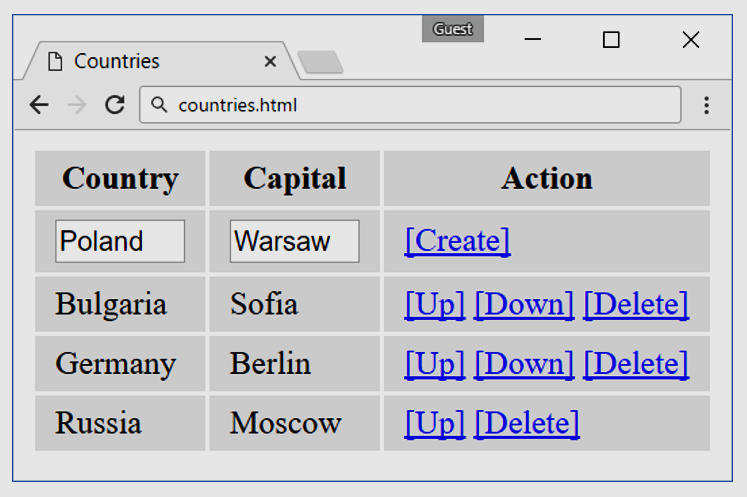 Guest
Countries
countries.html
Country Capital Action
Poland Warsaw [Create]
Bulgaria Sofia [Up] [Down] [Delete]
Germany Berlin [Up] [Down] [Delete]
Russia Moscow [Up] [Delete]